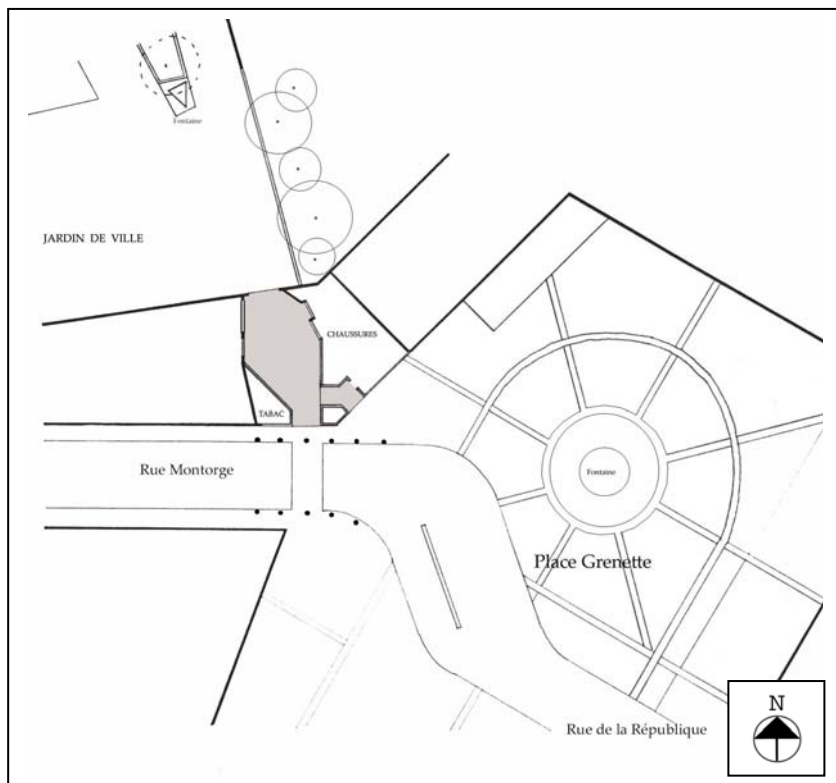 Fontaine
JARDIN DE VILLE
CHAUSSURES
TABAC
Rue Montorge
Fontaine
Place Grenette
Rue de la République
N